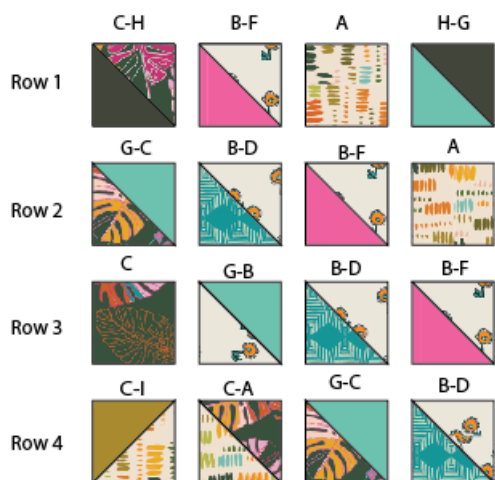 C-H B-F A H-G
Row 1
G-C B-D B-F A
Row 2
C G-B B-D B-F
Row 3
C-I C-A G-C B-D
Row 4